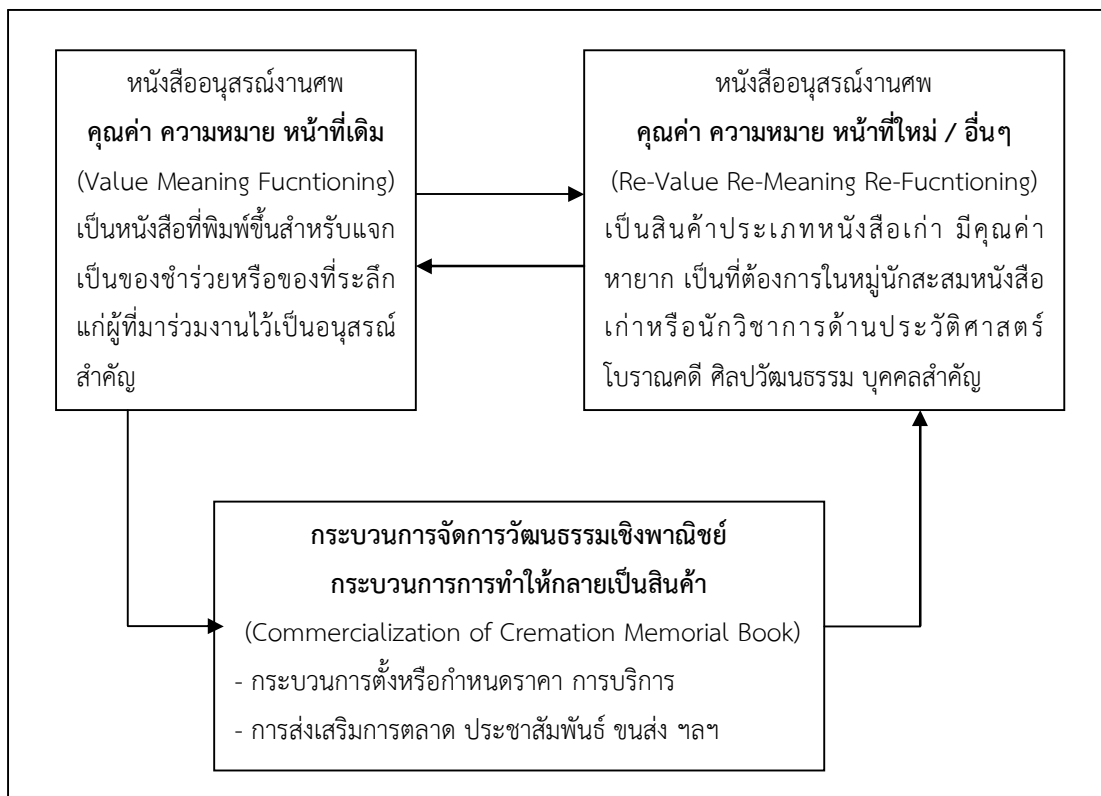 หนังสืออนุสรณ์งานศพ
คุณค่า ความหมาย หน้าที่เดิม
(Value Meaning Fucntioning)
เป็นหนังสือที่พิมพ์ขึ้นสำหรับแจก
เป็นของชำร่วยหรือของที่ระลึก
แก่ผู้ที่มาร่วมงานไว้เป็นอนุสรณ์
สำคัญ
หนังสืออนุสรณ์งานศพ
คุณค่า ความหมาย หน้าที่ใหม่ / อื่นๆ
(Re-Value Re-Meaning Re-Fucntioning)
เป็นสินค้าประเภทหนังสือเก่า มีคุณค่า
หายาก เป็นที่ต้องการในหมู่นักสะสมหนังสือ
เก่าหรือนักวิชาการด้านประวัติศาสตร์
โบราณคดี ศิลปวัฒนธรรม บุคคลสำคัญ
กระบวนการจัดการวัฒนธรรมเชิงพาณิชย์
กระบวนการการทำให้กลายเป็นสินค้า
(Commercialization of Cremation Memorial Book)
- กระบวนการตั้งหรือกำหนดราคา การบริการ
- การส่งเสริมการตลาด ประชาสัมพันธ์ ขนส่ง ฯลฯ